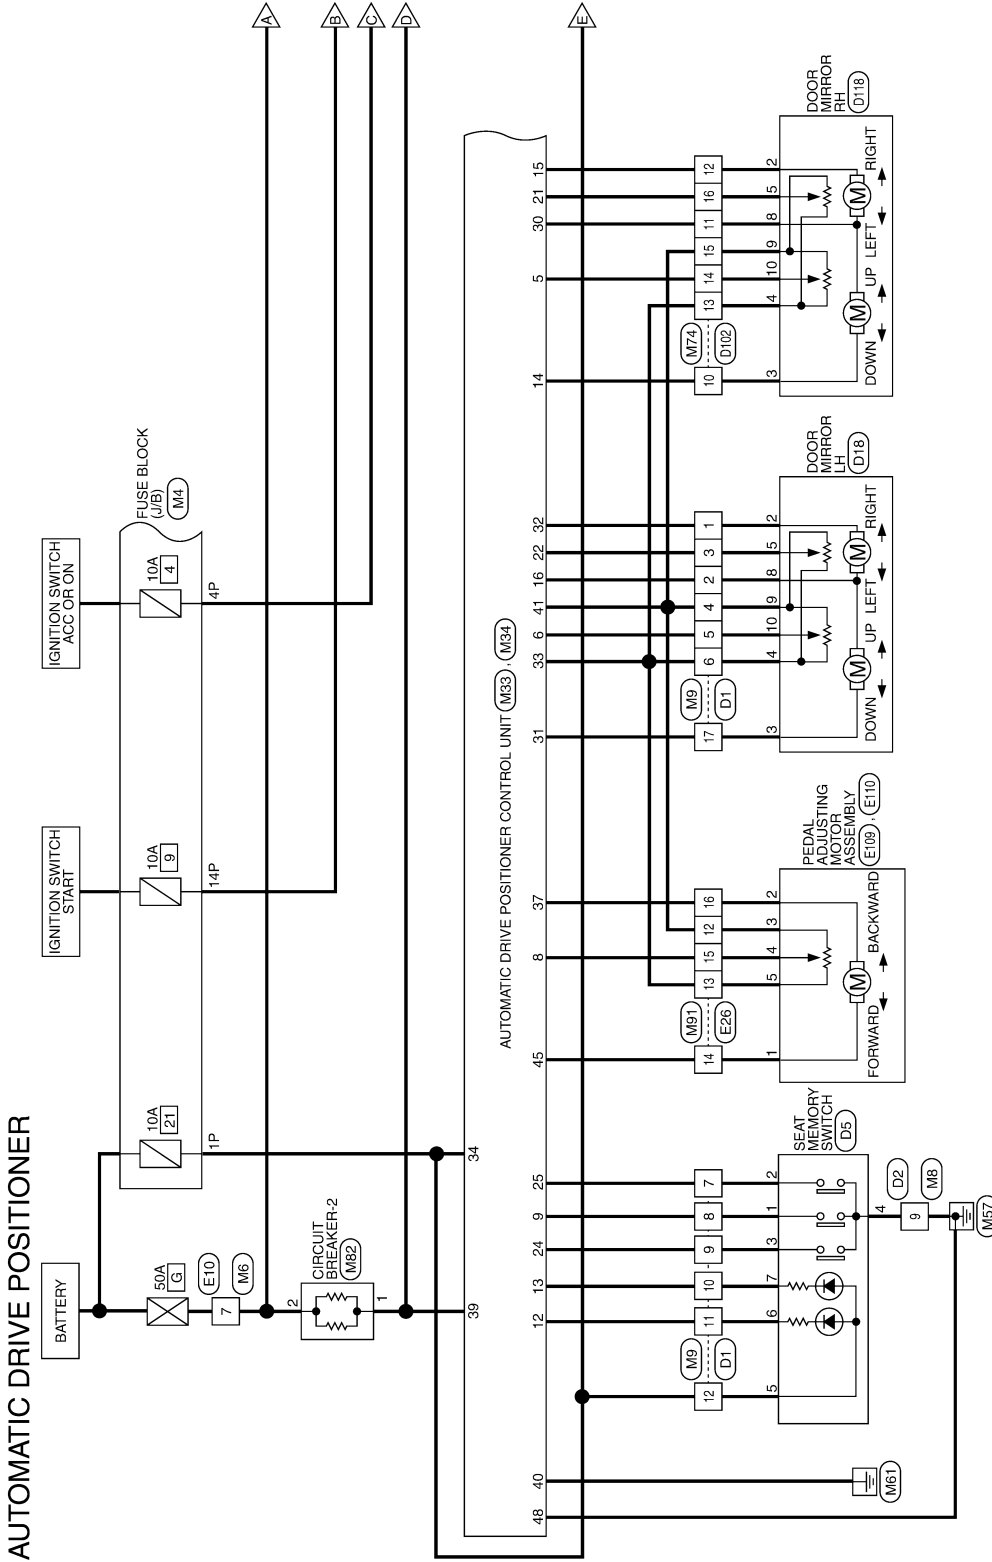 AUTOMATIC DRIVE POSITIONER
BATTERY
IGNITION SWITCH
START
IGNITION SWITCH
ACC OR ON
50A
G
E10
7
M6
10A
21
1P
10A
9
14P
10A
4
4P
FUSE BLOCK
(J/B)
M4
A
B
C
D
E
2
CIRCUIT
BREAKER-2
M82
1
39
34
AUTOMATIC DRIVE POSITIONER CONTROL UNIT M33 , M34
48
40
12
13
24
9
25
45
8
37
31
33
6
41
16
22
32
14
5
30
21
15
12
M9
D1
11
10
9
8
7
14
M91
E26
13
15
12
16
17
M9
D1
6
5
4
2
3
1
10
M74
D102
13
14
15
11
16
12
M61
5
6
7
3
1
2
SEAT
MEMORY
SWITCH
D5
4
D2
9
M8
M57
1
5
4
3
2
PEDAL
ADJUSTING
MOTOR
ASSEMBLY
E109 , E110
M
FORWARD
BACKWARD
3
4
10
9
8
5
2
DOOR
MIRROR
LH
D18
M
M
DOWN
UP
LEFT
RIGHT
3
4
10
9
8
5
2
DOOR
MIRROR
RH
D118
M
M
DOWN
UP
LEFT
RIGHT